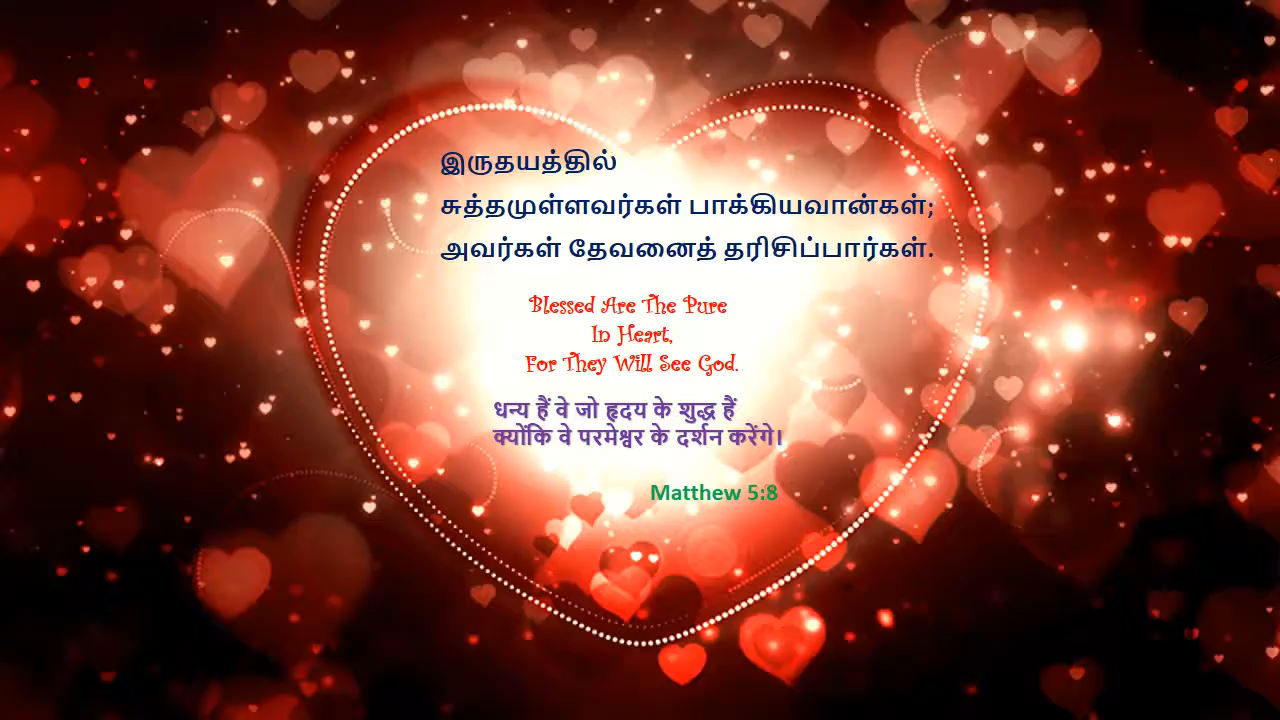 இருதயத்தில்
சுத்தமுள்ளவர்கள் பாக்கியவான்கள்;
அவர்கள் தேவனைத் தரிசிப்பார்கள்.
Blessed Are The Pure
In Heart,
For They Will See God.
धन्य हैं वे जो हृदय के शुद्ध हैं
क्योंकि वे परमेश्वर के दर्शन करेंगे।
Matthew 5:8